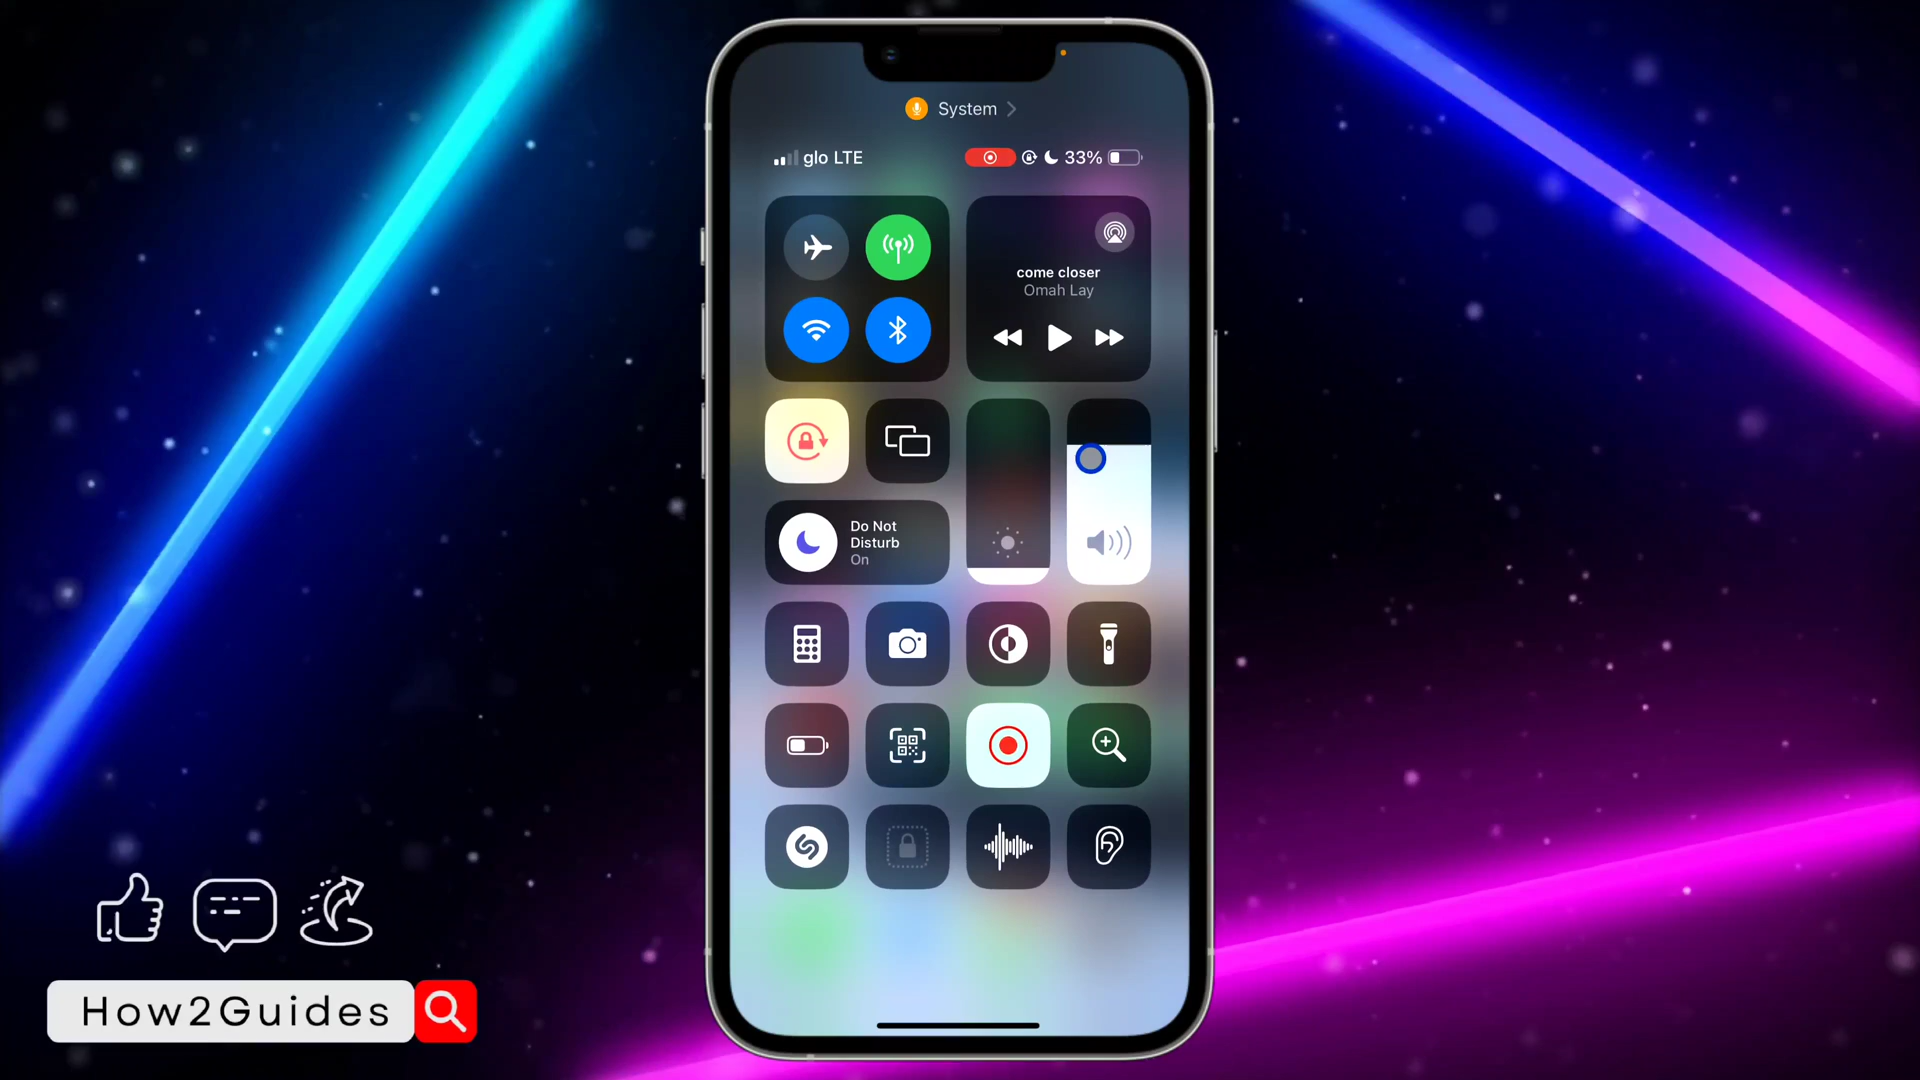 System
glo LTE
33%
come closer
Omah Lay
Do Not
Disturb
On
How2Guides